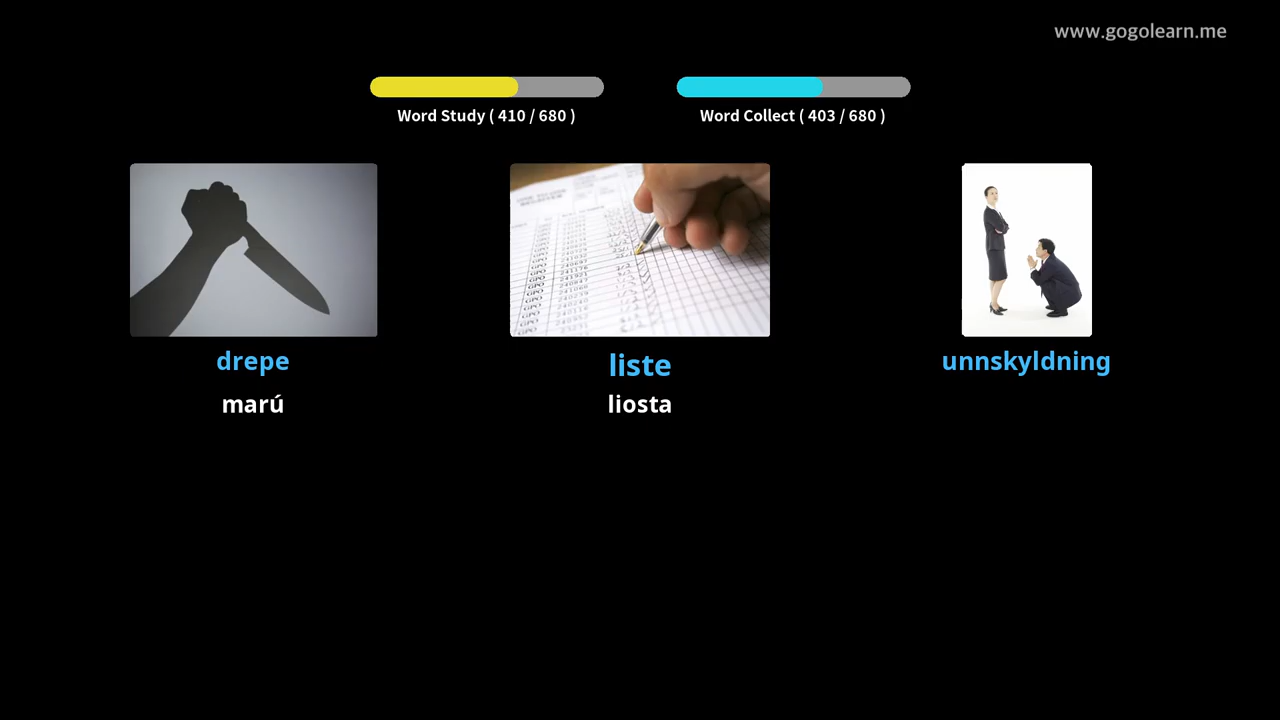 www.gogolearn.me
Word Study ( 410 / 680 )
Word Collect ( 403 / 680 )
drepe
liste
unnskyldning
marú
liosta